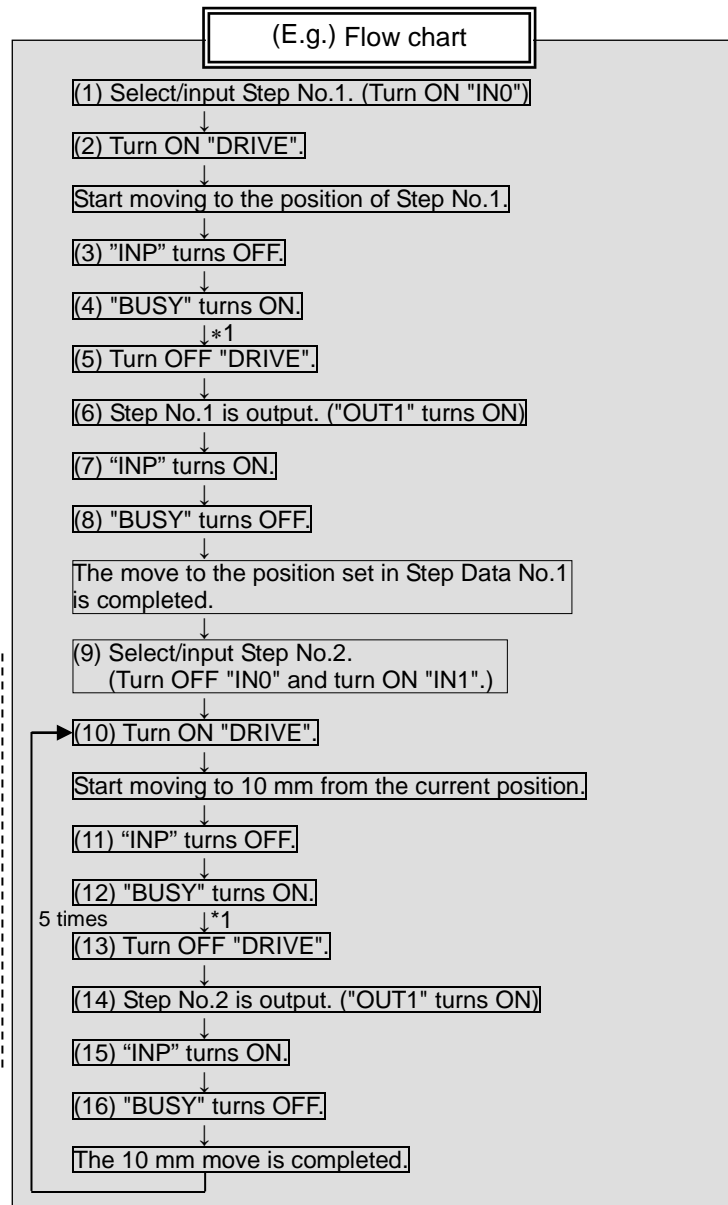 (E.g.) Flow chart
(1) Select/input Step No.1. (Turn ON "IN0")
↓
(2) Turn ON "DRIVE".
↓
Start moving to the position of Step No.1.
↓
(3) ”INP” turns OFF.
↓
(4) "BUSY" turns ON.
↓*1
(5) Turn OFF "DRIVE".
↓
(6) Step No.1 is output. ("OUT1" turns ON)
↓
(7) “INP” turns ON.
↓
(8) "BUSY" turns OFF.
↓
The move to the position set in Step Data No.1
is completed.
↓
(9) Select/input Step No.2.
(Turn OFF "IN0" and turn ON "IN1".)
↓
(10) Turn ON "DRIVE".
↓
Start moving to 10 mm from the current position.
↓
(11) “INP” turns OFF.
↓
(12) "BUSY" turns ON.
5 times ↓*1
(13) Turn OFF "DRIVE".
↓
(14) Step No.2 is output. ("OUT1" turns ON)
↓
(15) “INP” turns ON.
↓
(16) "BUSY" turns OFF.
↓
The 10 mm move is completed.